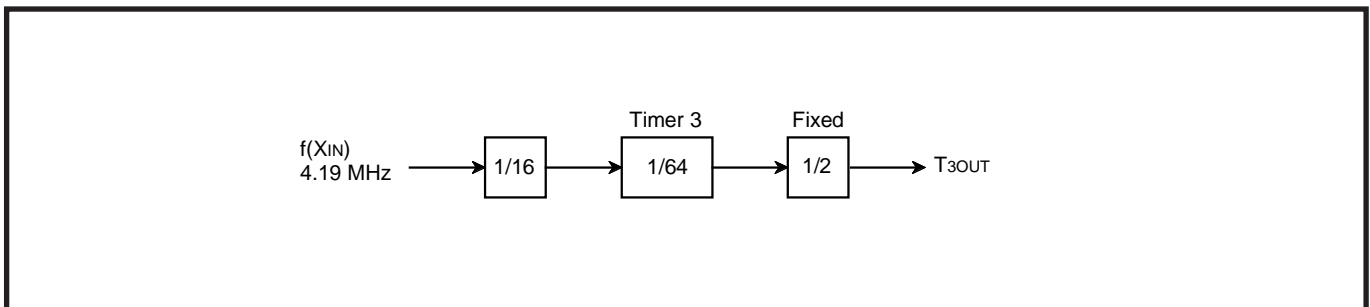 Timer 3
Fixed
f(XIN)
4.19 MHz
1/16
1/64
1/2
T3OUT